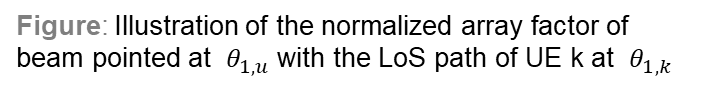 Figure: Illustration of the normalized array factor of
beam pointed at θ₁,ᵤ with the LoS path of UE k at θ₁,ₖ